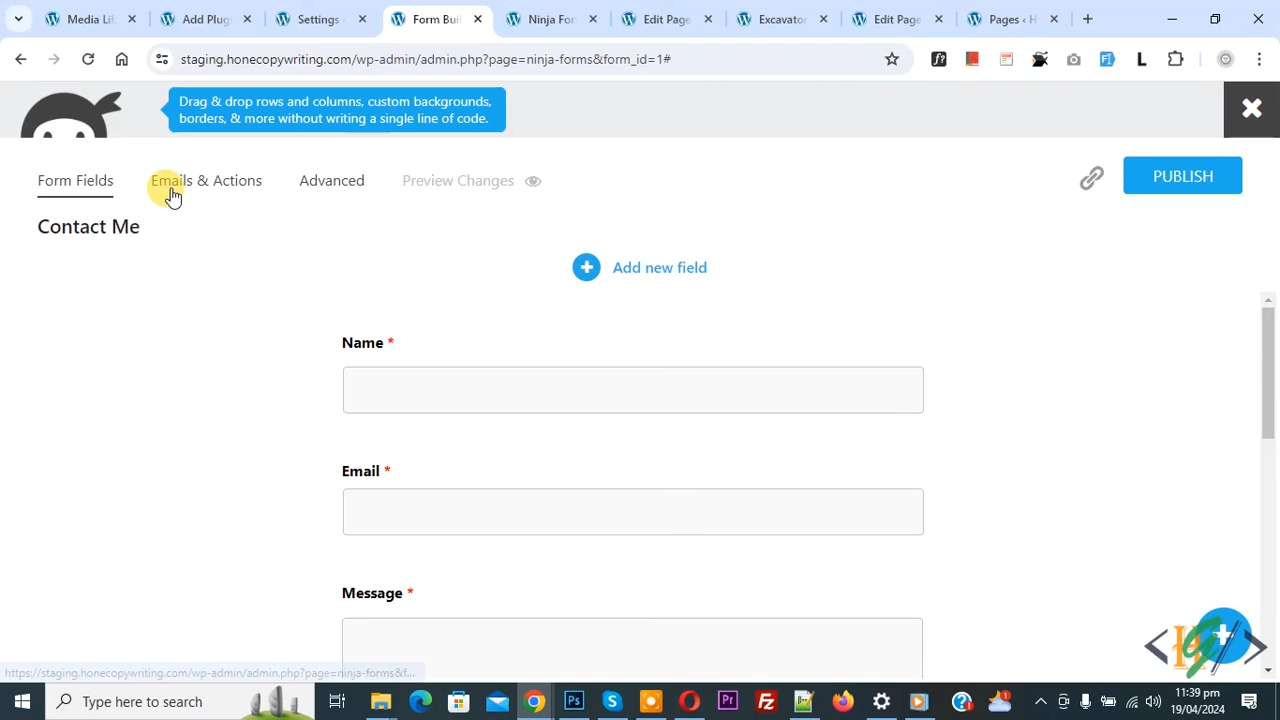 Media Lib
Add Plug
Settings
Form Buil
Ninja For
Edit Page
Excavator
Edit Page
Pages ‹ H
staging.honecopywriting.com/wp-admin/admin.php?page=ninja-forms&form_id=1#
Drag & drop rows and columns, custom backgrounds,
borders, & more without writing a single line of code.
Form Fields
Emails & Actions
Advanced
Preview Changes
PUBLISH
Contact Me
Add new field
Name *
Email *
Message *
https://staging.honecopywriting.com/wp-admin/admin.php?page=ninja-forms&f...
Type here to search
11:39 pm
19/04/2024